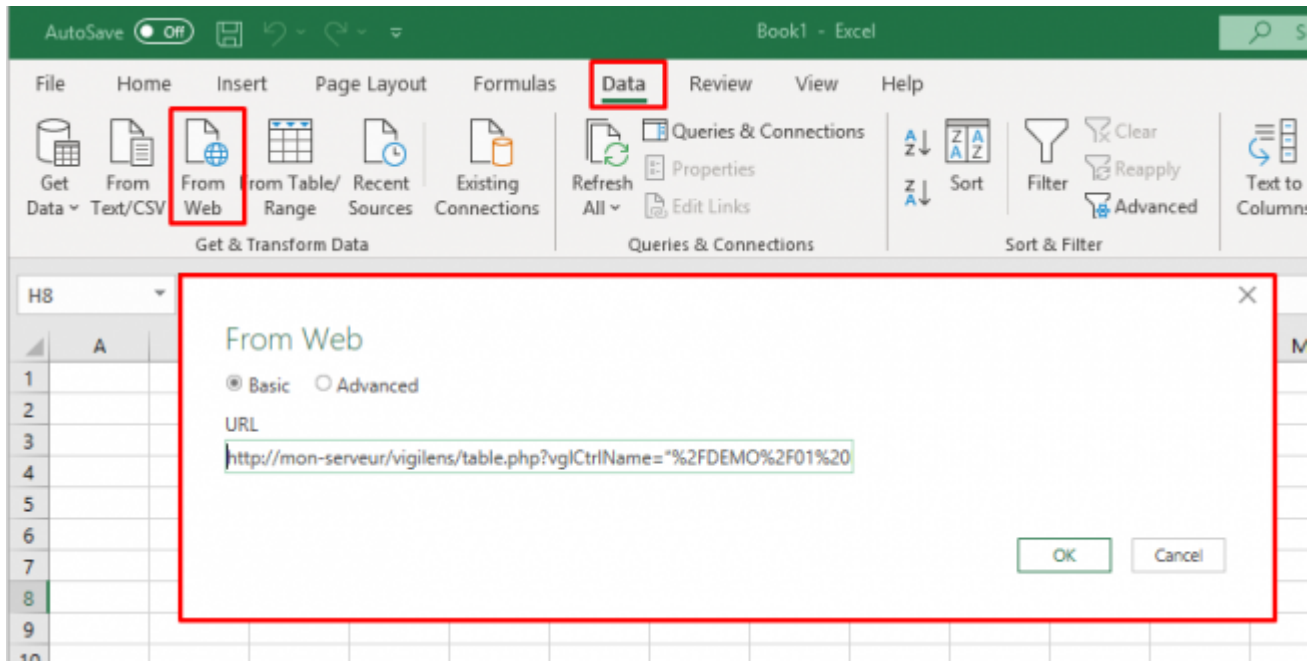 AutoSave Off Book1 - Excel S
File Home Insert Page Layout Formulas Data Review View Help
Get Data From Text/CSV From Web From Table/ Range Recent Sources Existing Connections
Refresh All Queries & Connections
Properties
Edit Links
Sort Filter Clear
Reapply
Advanced
Text to Columns
Get & Transform Data Queries & Connections Sort & Filter
H8
From Web
A M
Basic Advanced
1
URL
2
3
http://mon-serveur/vigilens/table.php?vglCtrlName="%2FDEMO%2F01%20
4
5
6
OK Cancel
7
8
9
10